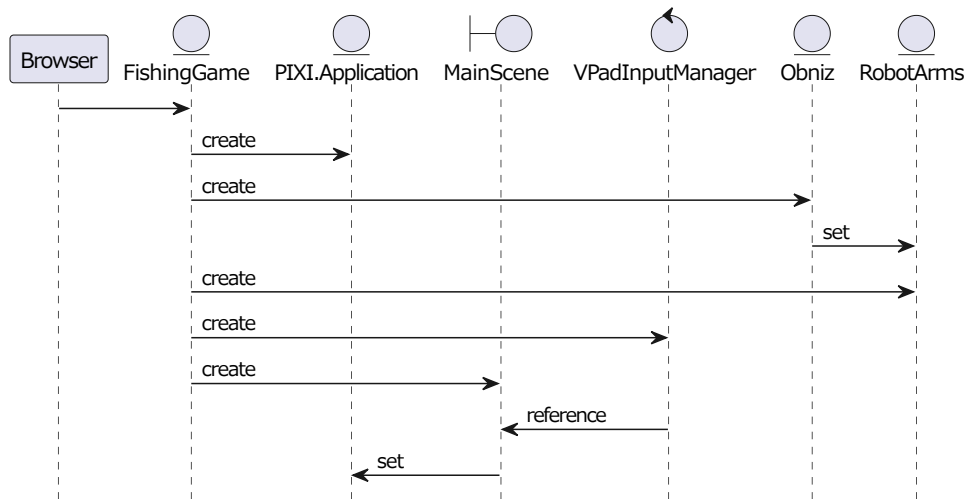 Browser
FishingGame
PIXI.Application
MainScene
VPadInputManager
Obniz
RobotArms
create
create
set
create
create
create
reference
set